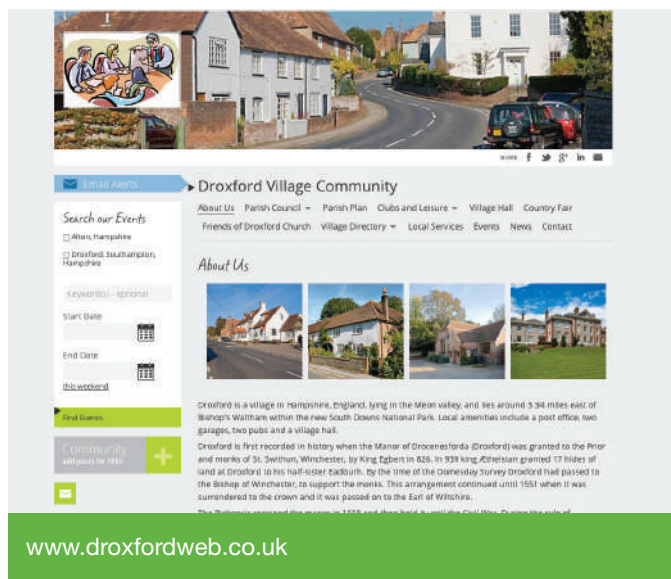 SHARE
Email Alerts
Droxford Village Community
About Us Parish Council Parish Plan Clubs and Leisure Village Hall Country Fair
Friends of Droxford Church Village Directory Local Services Events News Contact
Search our Events
Alton, Hampshire
Droxford, Southampton,
Hampshire
Keyword(s) - optional
Start Date
End Date
this weekend
Find Events
Community
add yours for FREE!
About Us
Droxford is a village in Hampshire, England, lying in the Meon valley, and lies around 3.94 miles east of
Bishop's Waltham within the new South Downs National Park. Local amenities include a post office, two
garages, two pubs and a village hall.
Droxford is first recorded in history when the Manor of Drocenesforda (Droxford) was granted to the Prior
and monks of St. Swithun, Winchester, by King Egbert in 826. In 939 king Æthelstan granted 17 hides of
land at Droxford to his half-sister Eadburh. By the time of the Domesday Survey Droxford had passed to
the Bishop of Winchester, to support the monks. This arrangement continued until 1551 when it was
surrendered to the crown and it was passed on to the Earl of Wiltshire.
www.droxfordweb.co.uk